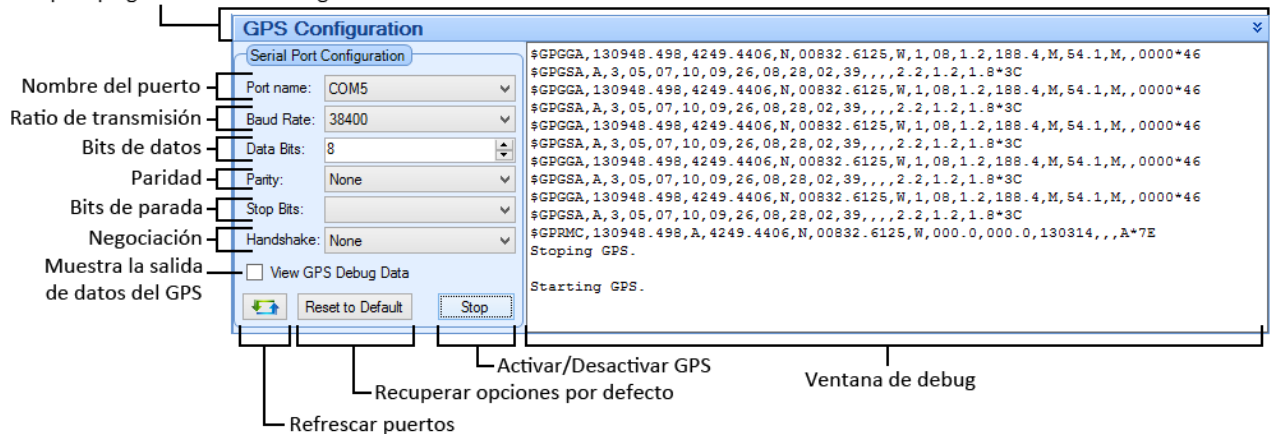 GPS Configuration
Serial Port Configuration
Nombre del puerto
Port name:
COM5
Ratio de transmisión
Baud Rate:
38400
Bits de datos
Data Bits:
8
Paridad
Parity:
None
Bits de parada
Stop Bits:
Negociación
Handshake:
None
Muestra la salida
de datos del GPS
View GPS Debug Data
Reset to Default
Stop
$GPGGA,130948.498,4249.4406,N,00832.6125,W,1,08,1.2,188.4,M,54.1,M,,0000*46
$GPGSA,A,3,05,07,10,09,26,08,28,02,39,,,,2.2,1.2,1.8*3C
$GPGGA,130948.498,4249.4406,N,00832.6125,W,1,08,1.2,188.4,M,54.1,M,,0000*46
$GPGSA,A,3,05,07,10,09,26,08,28,02,39,,,,2.2,1.2,1.8*3C
$GPGGA,130948.498,4249.4406,N,00832.6125,W,1,08,1.2,188.4,M,54.1,M,,0000*46
$GPGSA,A,3,05,07,10,09,26,08,28,02,39,,,,2.2,1.2,1.8*3C
$GPGGA,130948.498,4249.4406,N,00832.6125,W,1,08,1.2,188.4,M,54.1,M,,0000*46
$GPGSA,A,3,05,07,10,09,26,08,28,02,39,,,,2.2,1.2,1.8*3C
$GPGGA,130948.498,4249.4406,N,00832.6125,W,1,08,1.2,188.4,M,54.1,M,,0000*46
$GPGSA,A,3,05,07,10,09,26,08,28,02,39,,,,2.2,1.2,1.8*3C
$GPRMC,130948.498,A,4249.4406,N,00832.6125,W,000.0,000.0,130314,,,A*7E
Stoping GPS.
Starting GPS.
Activar/Desactivar GPS
Ventana de debug
Recuperar opciones por defecto
Refrescar puertos